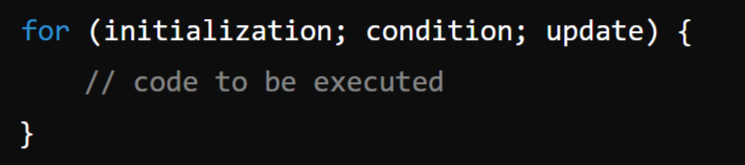 for (initialization; condition; update) {
    // code to be executed
}